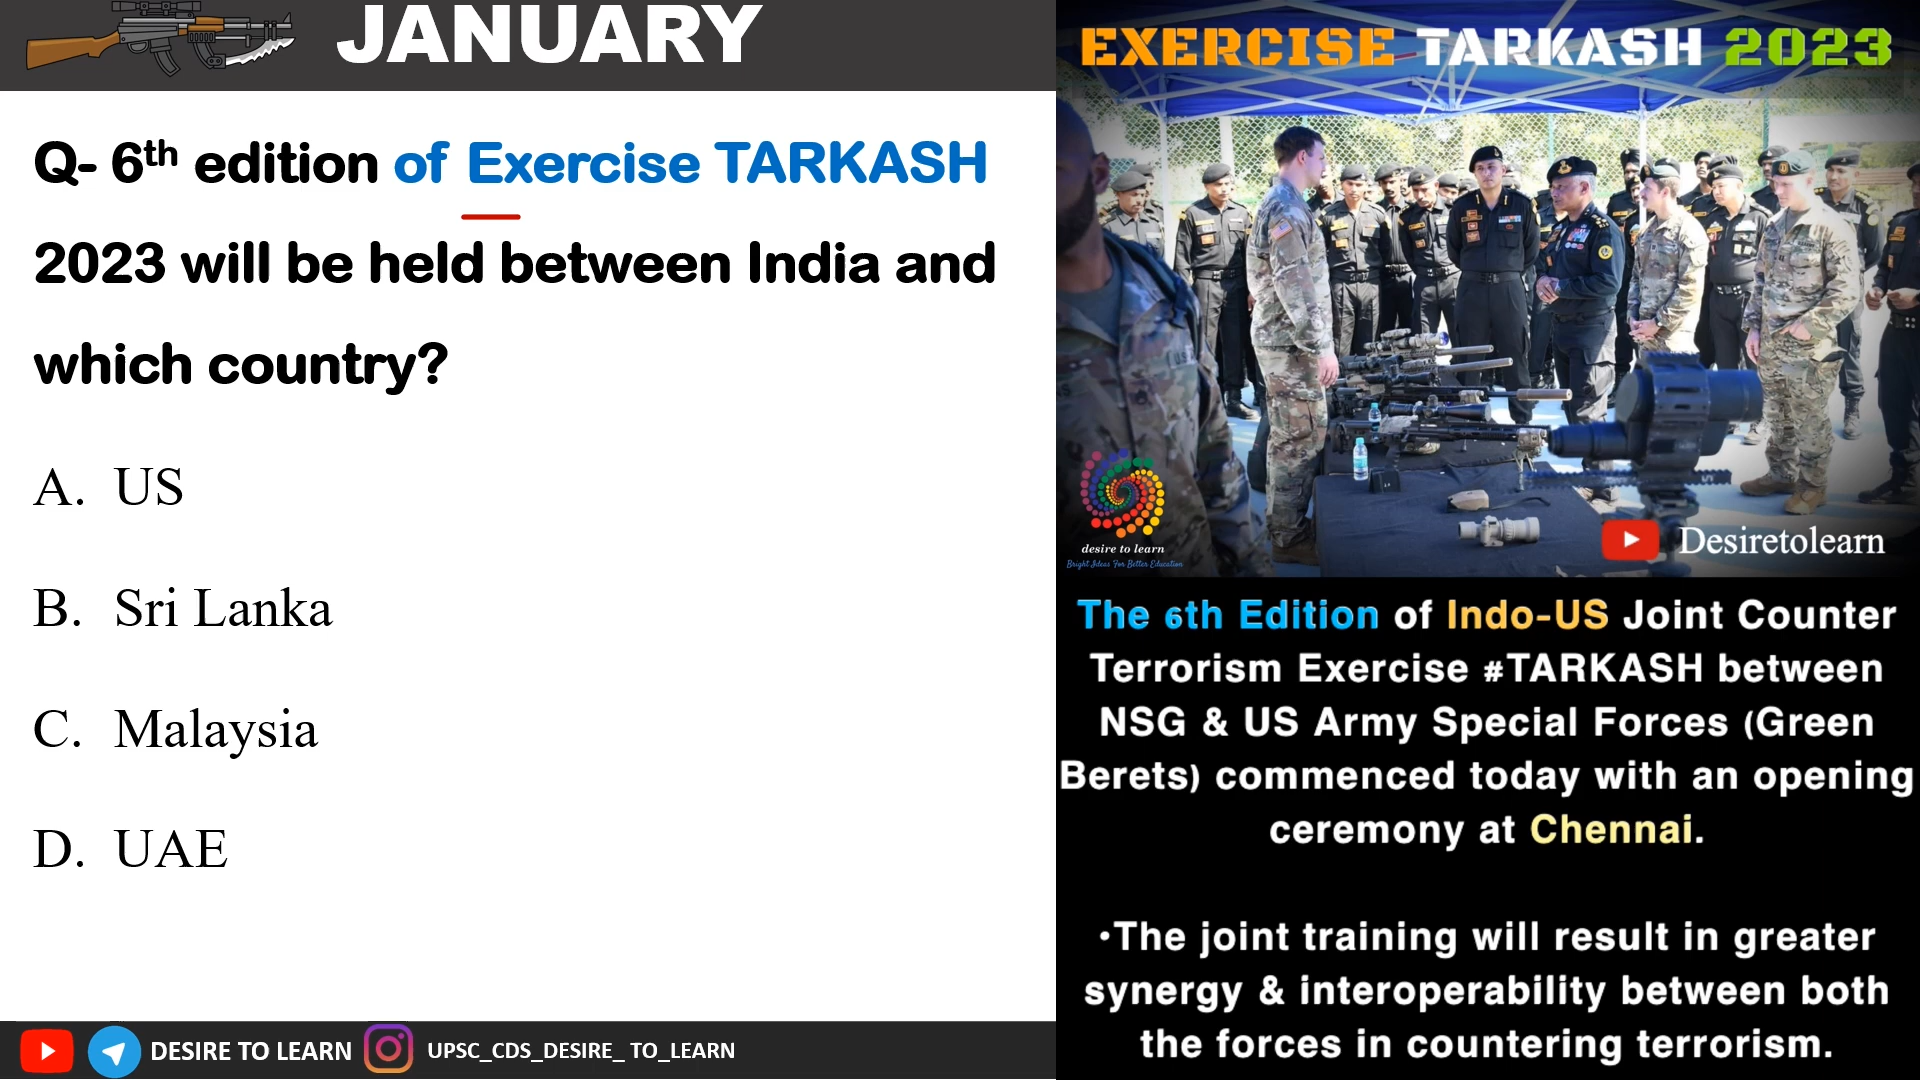 JANUARY
Q- 6th edition of Exercise TARKASH
2023 will be held between India and
which country?
A. US
B. Sri Lanka
C. Malaysia
D. UAE
DESIRE TO LEARN
UPSC_CDS_DESIRE_ TO_LEARN
EXERCISE TARKASH 2023
desire to learn
Bright Ideas For Better Education
Desiretolearn
The 6th Edition of Indo-US Joint Counter
Terrorism Exercise #TARKASH between
NSG & US Army Special Forces (Green
Berets) commenced today with an opening
ceremony at Chennai.
•The joint training will result in greater
synergy & interoperability between both
the forces in countering terrorism.